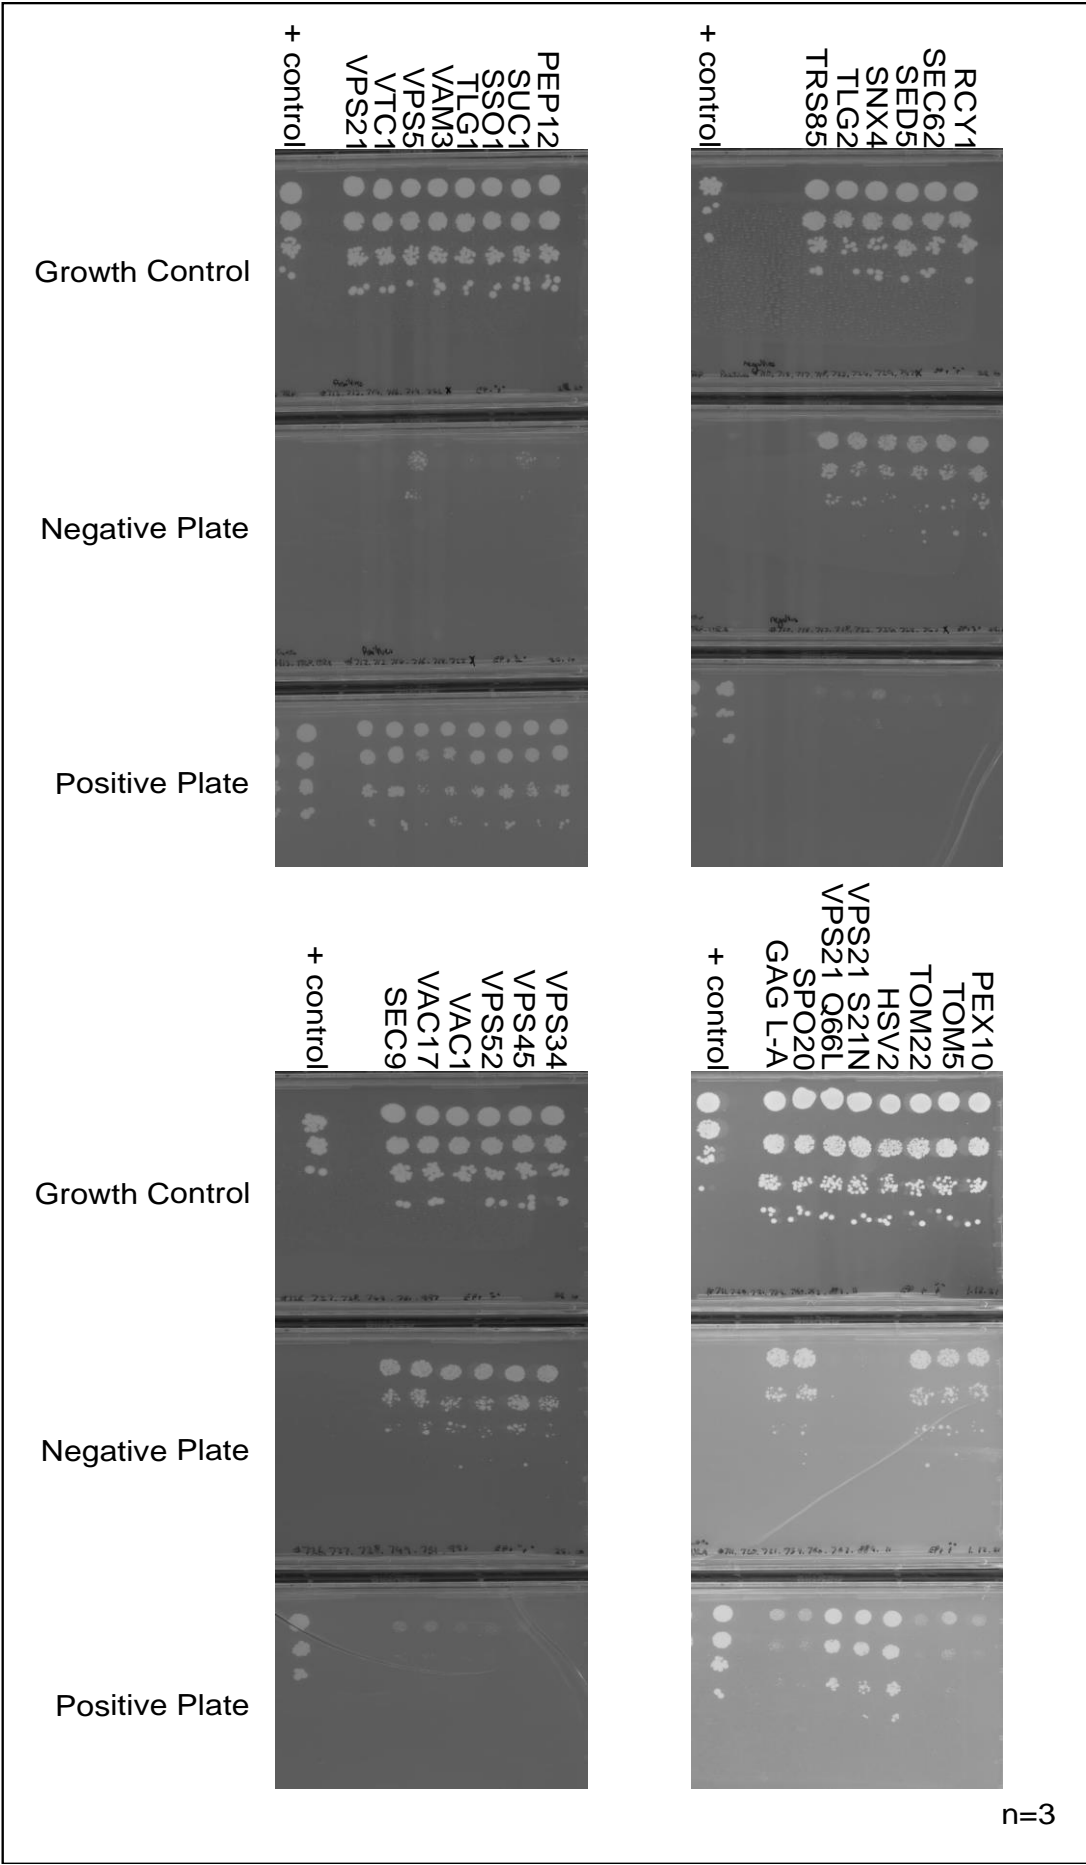 + control
VPS21
VTC1
VPS5
VAM3
TLG1
SSO1
SUC1
PEP12
+ control
TRS85
TLG2
SNX4
SED5
SEC62
RCY1
Growth Control
Negative Plate
Positive Plate
+ control
SEC9
VAC17
VAC1
VPS52
VPS45
VPS34
+ control
GAG L-A
SPO20
VPS21 Q66L
VPS21 S21N
HSV2
TOM22
TOM5
PEX10
Growth Control
Negative Plate
Positive Plate
n=3